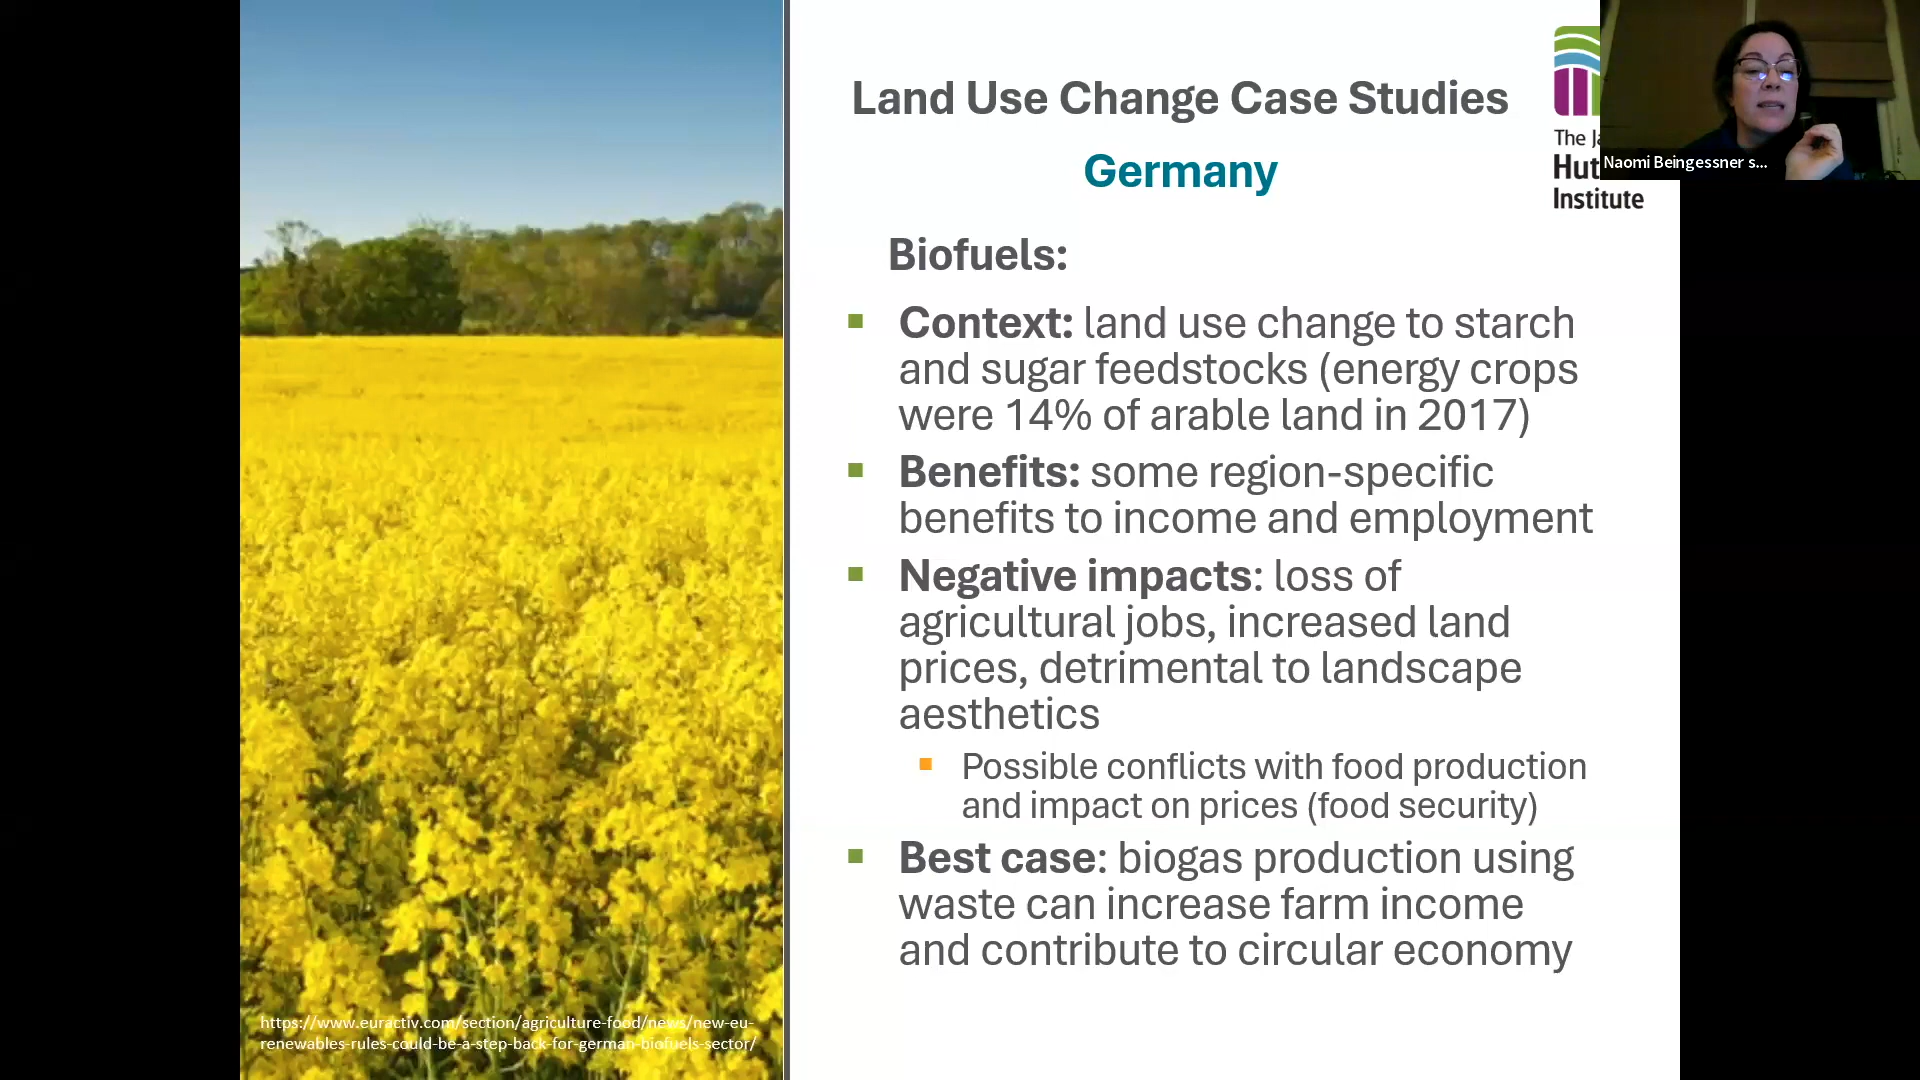 Land Use Change Case Studies
Germany
The Ja
Hut
Institute
Naomi Beingessner s...
Biofuels:
Context: land use change to starch
and sugar feedstocks (energy crops
were 14% of arable land in 2017)
Benefits: some region-specific
benefits to income and employment
Negative impacts: loss of
agricultural jobs, increased land
prices, detrimental to landscape
aesthetics
Possible conflicts with food production
and impact on prices (food security)
Best case: biogas production using
waste can increase farm income
and contribute to circular economy
https://www.euractiv.com/section/agriculture-food/news/new-eu-
renewables-rules-could-be-a-step-back-for-german-biofuels-sector/